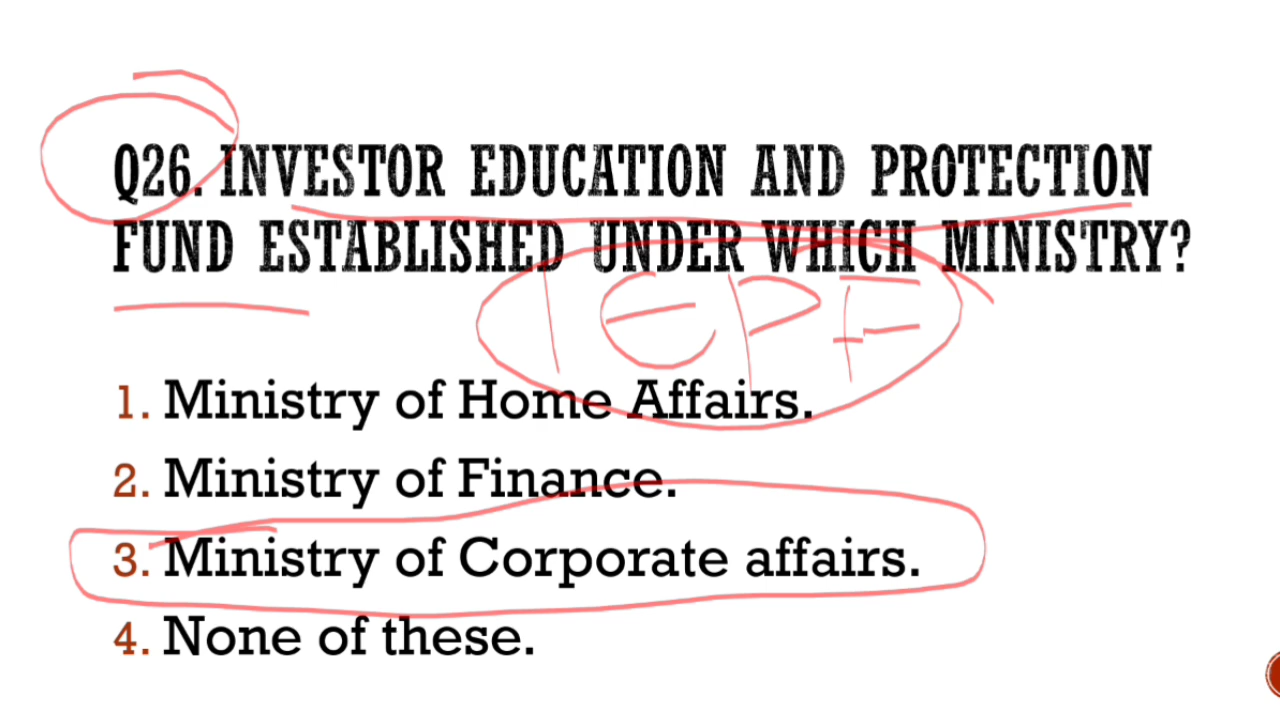 Q26. INVESTOR EDUCATION AND PROTECTION
FUND ESTABLISHED UNDER WHICH MINISTRY?
IEPF
1. Ministry of Home Affairs.
2. Ministry of Finance.
3. Ministry of Corporate affairs.
4. None of these.